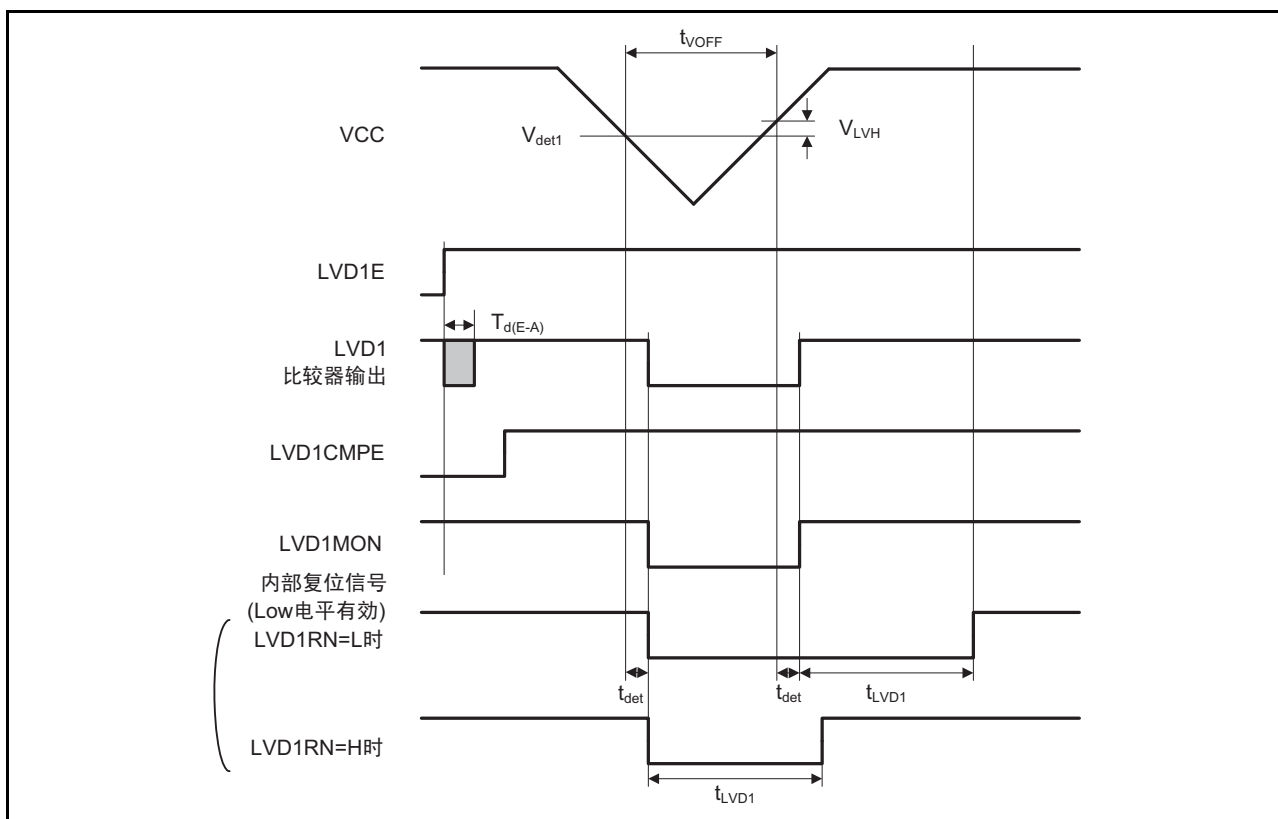 tVOFF
VCC
Vdet1
VLVH
LVD1E
Td(E-A)
LVD1
比较器输出
LVD1CMPE
LVD1MON
内部复位信号
(Low电平有效)
LVD1RN=L时
tdet
tdet
tLVD1
LVD1RN=H时
tLVD1